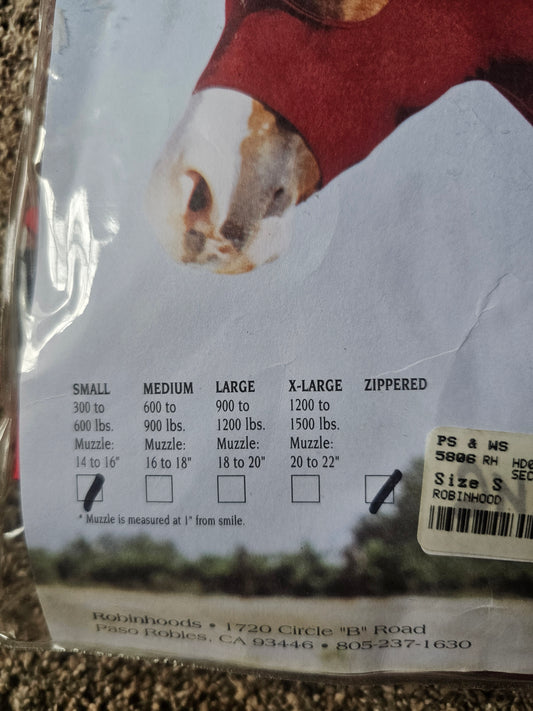 SMALL
300 to
600 lbs.
Muzzle:
14 to 16"
MEDIUM
600 to
900 lbs.
Muzzle:
16 to 18"
LARGE
900 to
1200 lbs.
Muzzle:
18 to 20"
X-LARGE
1200 to
1500 lbs.
Muzzle:
20 to 22"
ZIPPERED
* Muzzle is measured at 1" from smile.
PS & WS
5806 RH
SEC
Size S
ROBINHOOD
Robinhoods • 1720 Circle "B" Road
Paso Robles, CA 93446 • 805-237-1630